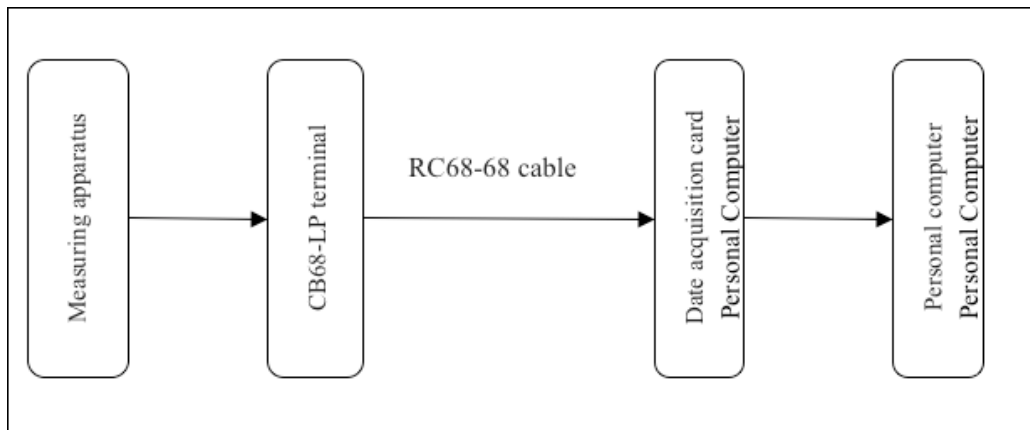 Measuring apparatus
CB68-LP terminal
RC68-68 cable
Date acquisition card
Personal Computer
Personal computer
Personal Computer